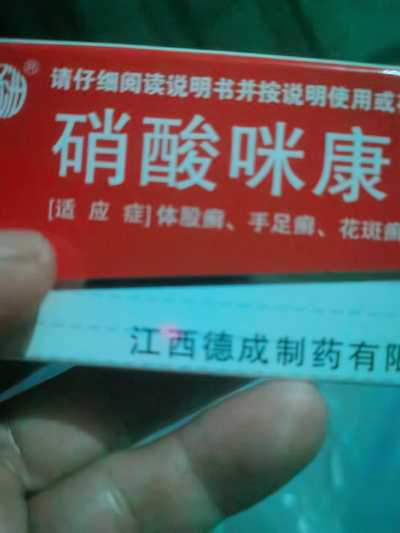 ®
请仔细阅读说明书并按说明使用或在
硝酸咪康
[适应症]体股癣、手足癣、花斑癣
江西德成制药有限